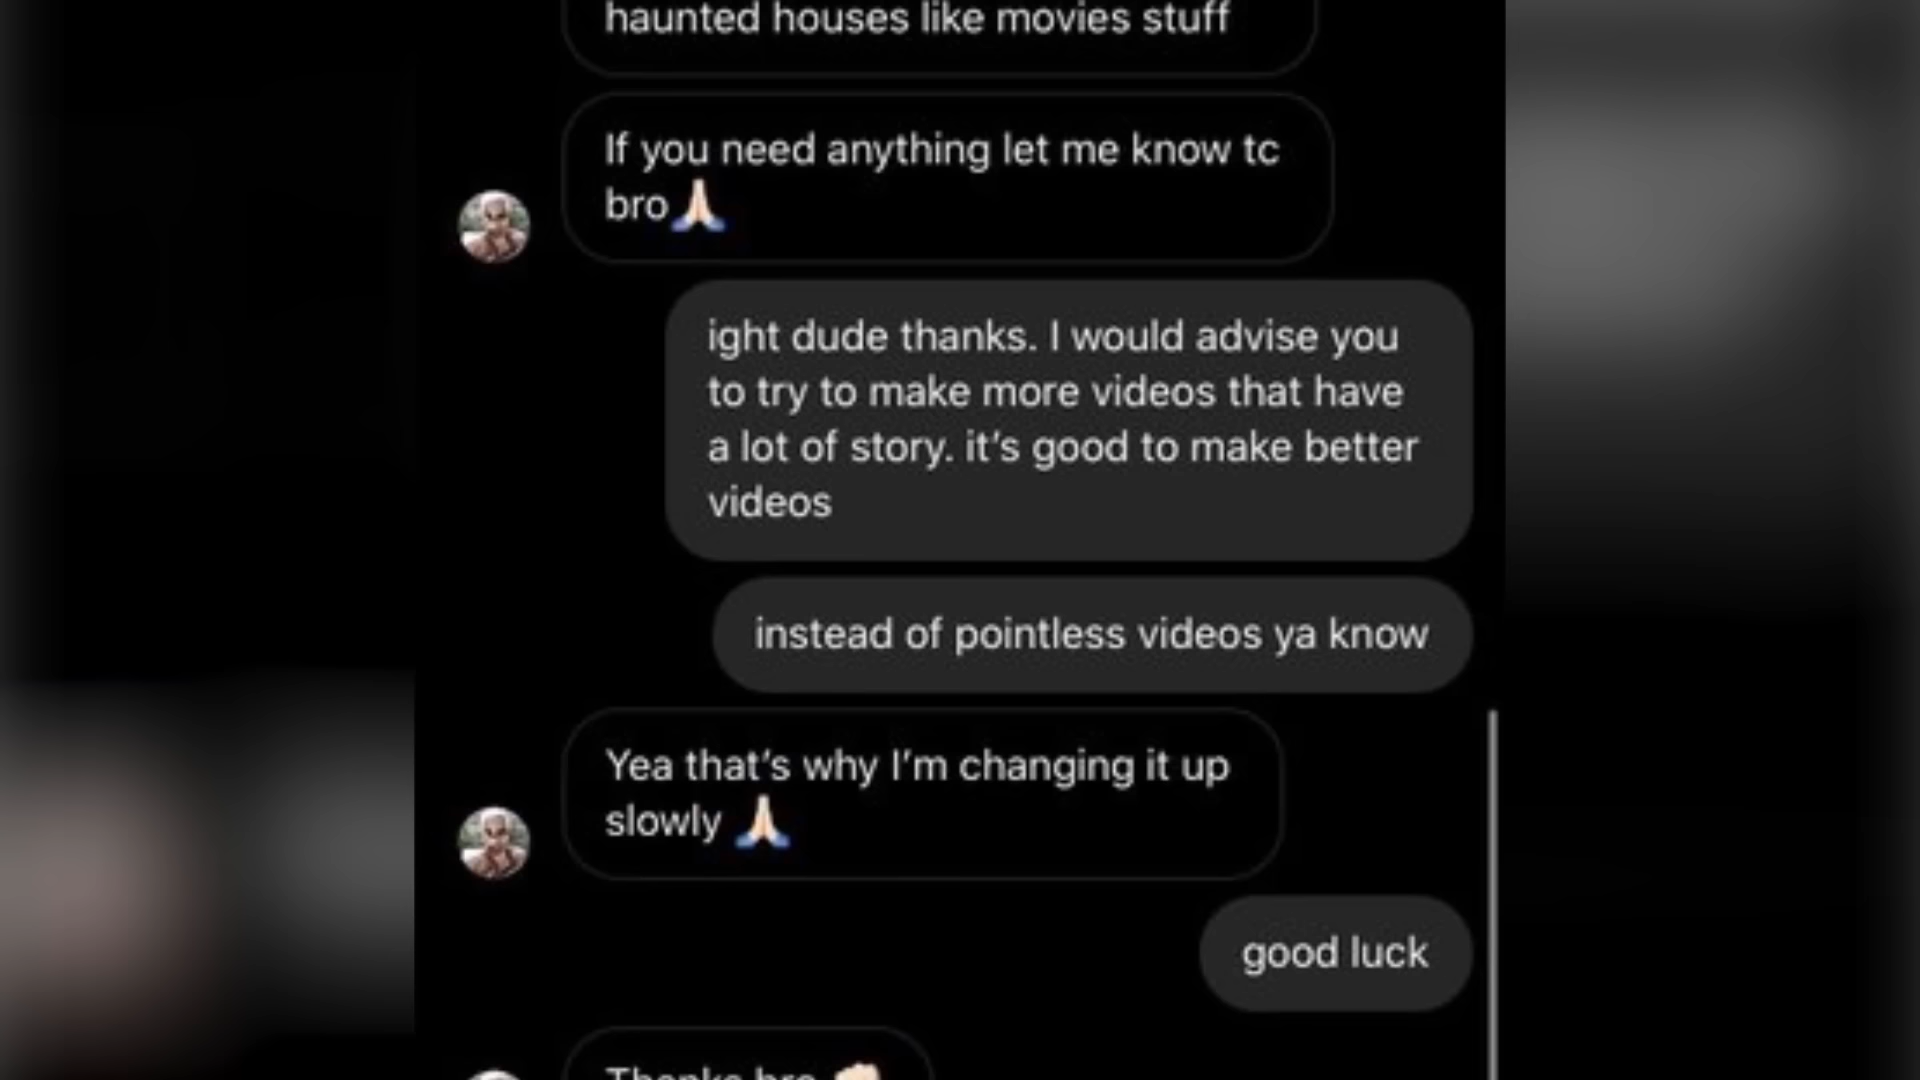 haunted houses like movies stuff
If you need anything let me know tc
bro🙏🏻
ight dude thanks. I would advise you
to try to make more videos that have
a lot of story. it's good to make better
videos
instead of pointless videos ya know
Yea that's why I'm changing it up
slowly 🙏🏻
good luck
Thanks bro